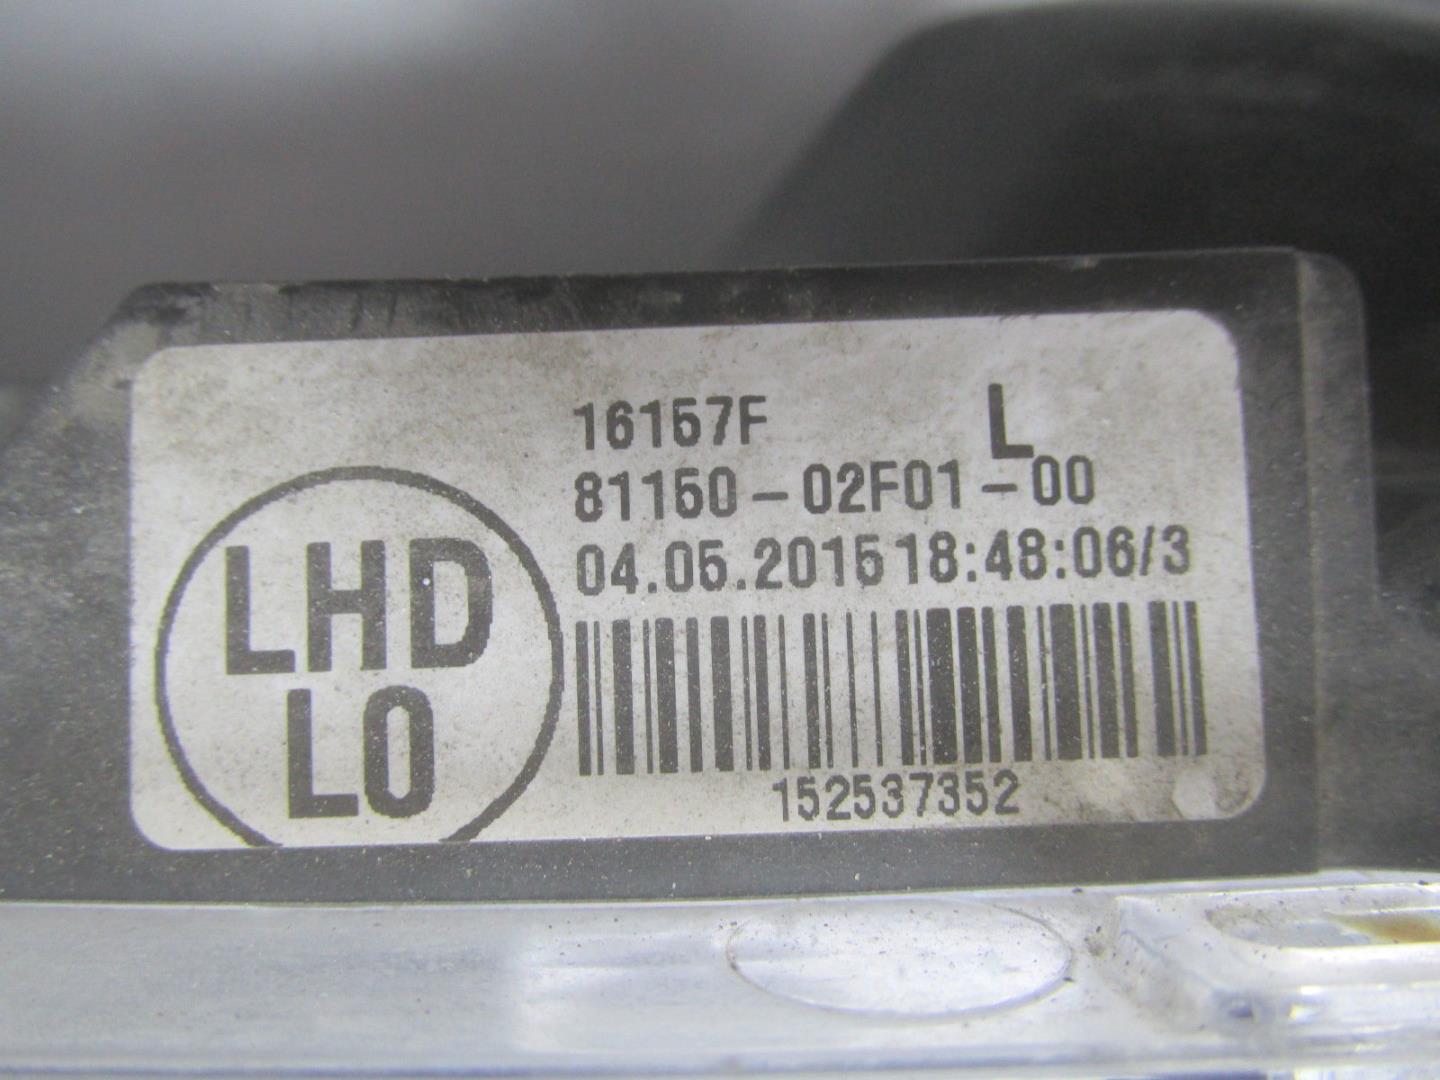 16157F L
81150-02F01-00
04.05.2015 18:48:06/3
LHD
LO
152537352